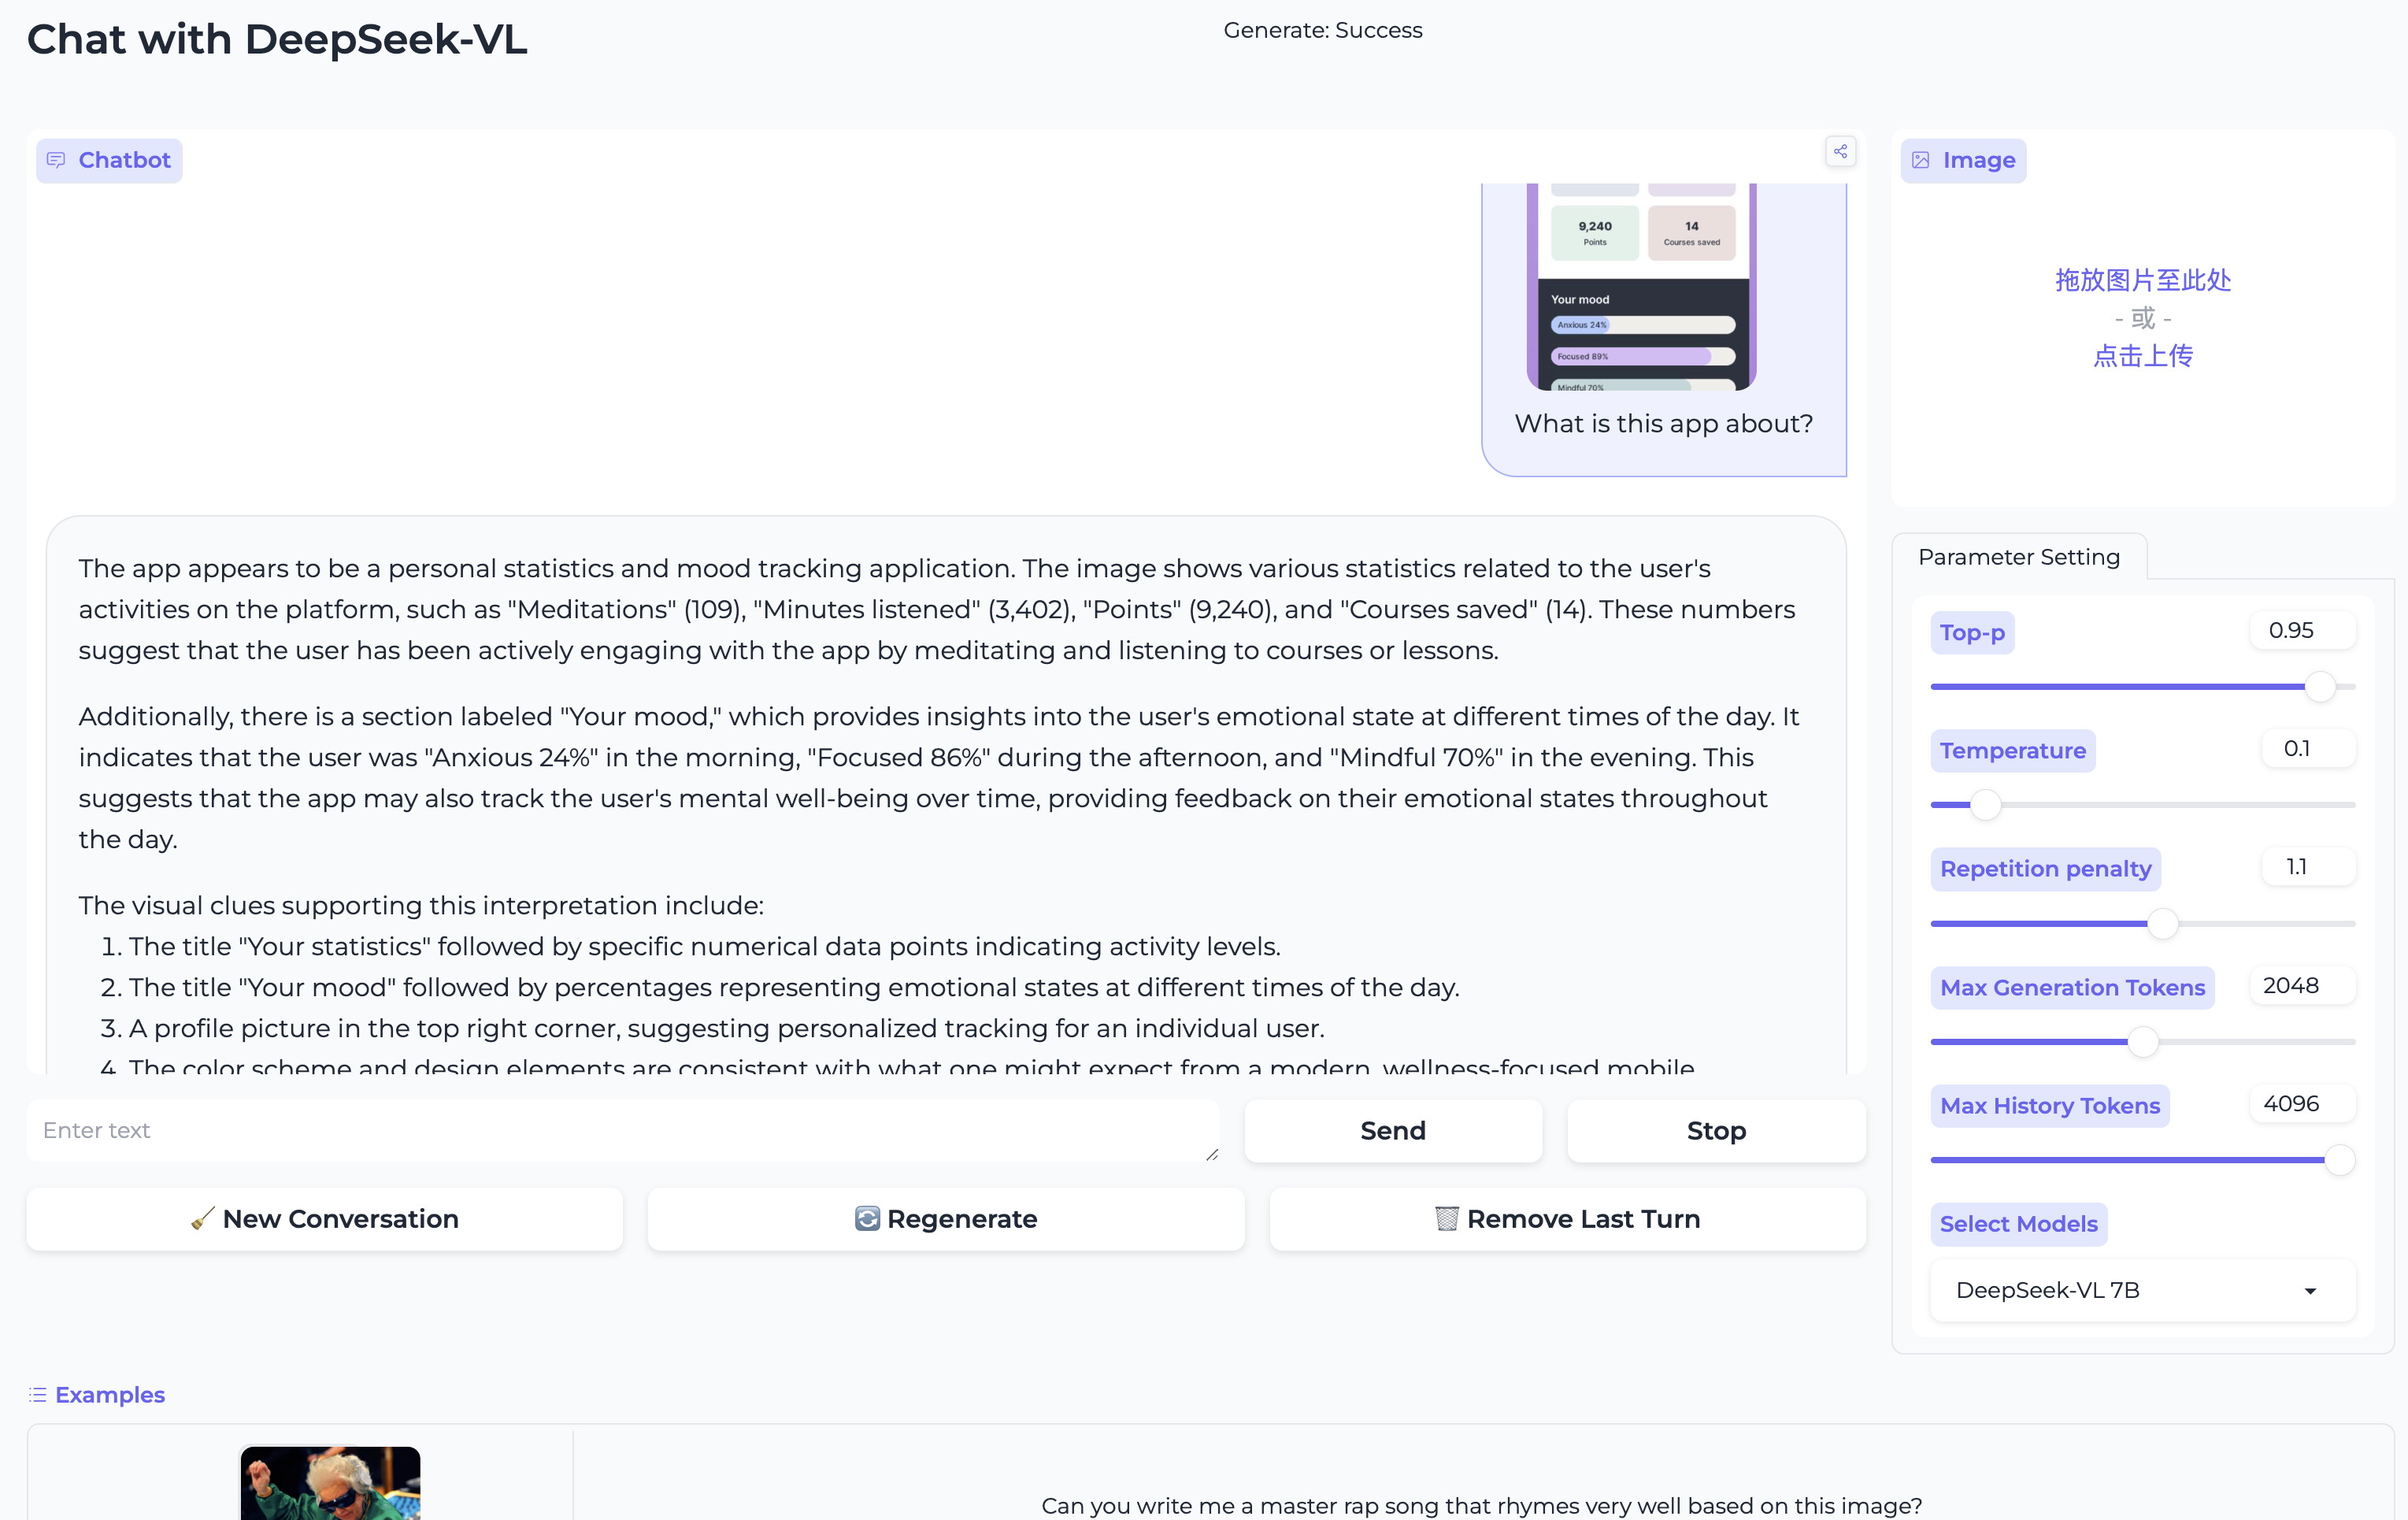 Chat with DeepSeek-VL
Generate: Success
Chatbot
9,240
Points
14
Courses saved
Your mood
Anxious 24%
Focused 89%
Mindful 70%
What is this app about?
The app appears to be a personal statistics and mood tracking application. The image shows various statistics related to the user's
activities on the platform, such as "Meditations" (109), "Minutes listened" (3,402), "Points" (9,240), and "Courses saved" (14). These numbers
suggest that the user has been actively engaging with the app by meditating and listening to courses or lessons.
Additionally, there is a section labeled "Your mood," which provides insights into the user's emotional state at different times of the day. It
indicates that the user was "Anxious 24%" in the morning, "Focused 86%" during the afternoon, and "Mindful 70%" in the evening. This
suggests that the app may also track the user's mental well-being over time, providing feedback on their emotional states throughout
the day.
The visual clues supporting this interpretation include:
1. The title "Your statistics" followed by specific numerical data points indicating activity levels.
2. The title "Your mood" followed by percentages representing emotional states at different times of the day.
3. A profile picture in the top right corner, suggesting personalized tracking for an individual user.
4. The color scheme and design elements are consistent with what one might expect from a modern, wellness-focused mobile
Enter text
Send
Stop
🧹 New Conversation
🔄 Regenerate
🗑️ Remove Last Turn
Image
拖放图片至此处
- 或 -
点击上传
Parameter Setting
Top-p
0.95
Temperature
0.1
Repetition penalty
1.1
Max Generation Tokens
2048
Max History Tokens
4096
Select Models
DeepSeek-VL 7B
Examples
Can you write me a master rap song that rhymes very well based on this image?